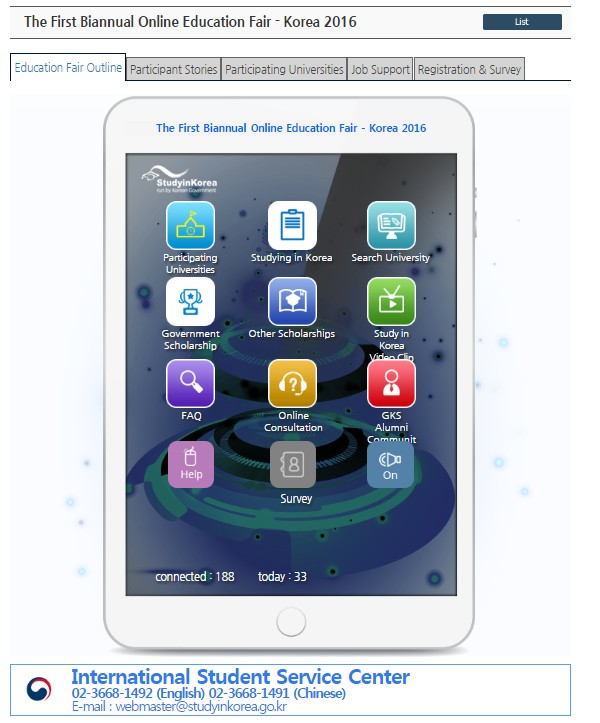 The First Biannual Online Education Fair - Korea 2016
List
Education Fair Outline
Participant Stories
Participating Universities
Job Support
Registration & Survey
The First Biannual Online Education Fair - Korea 2016
StudyinKorea
run by Korean Government
Participating
Universities
Studying in Korea
Search University
Government
Scholarship
Other Scholarships
Study in
Korea
Video Clip
FAQ
Online
Consultation
GKS
Alumni
Communit
Help
Survey
On
connected : 188
today : 33
International Student Service Center
02-3668-1492 (English) 02-3668-1491 (Chinese)
E-mail : webmaster@studyinkorea.go.kr